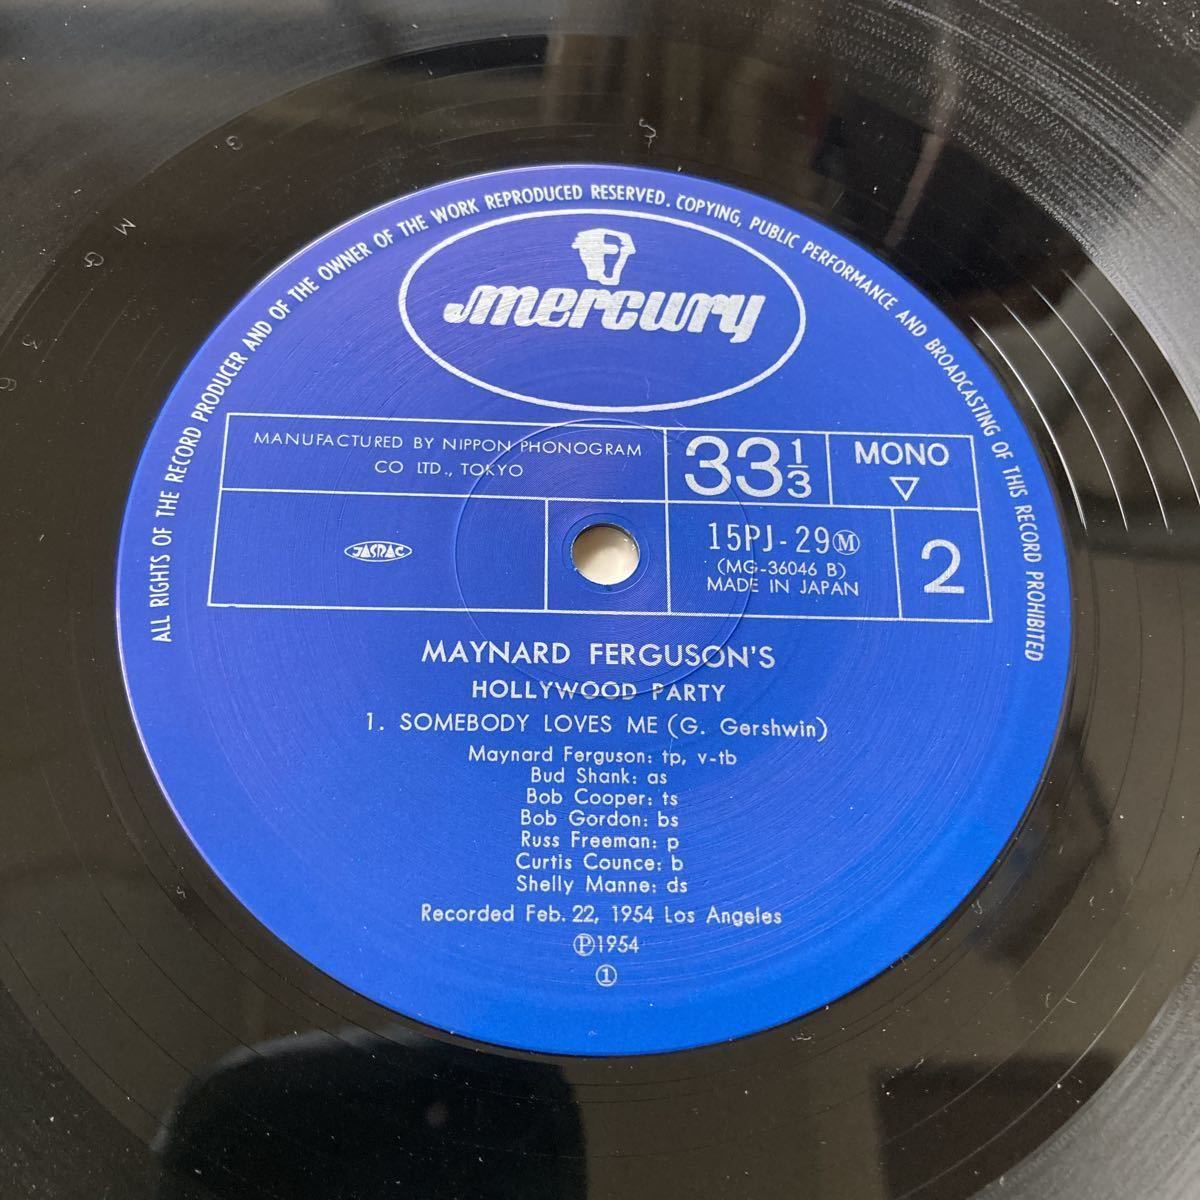 ALL RIGHTS OF THE RECORD PRODUCER AND OF THE OWNER OF THE WORK REPRODUCED RESERVED. COPYING, PUBLIC PERFORMANCE AND BROADCASTING OF THIS RECORD PROHIBITED
mercury
MANUFACTURED BY NIPPON PHONOGRAM
CO LTD., TOKYO
33 1/3
MONO
▽
JASRAC
15PJ-29Ⓜ
(MG-36046 B)
MADE IN JAPAN
2
MAYNARD FERGUSON'S
HOLLYWOOD PARTY
1. SOMEBODY LOVES ME (G. Gershwin)
Maynard Ferguson: tp, v-tb
Bud Shank: as
Bob Cooper: ts
Bob Gordon: bs
Russ Freeman: p
Curtis Counce: b
Shelly Manne: ds
Recorded Feb. 22, 1954 Los Angeles
Ⓟ1954
①